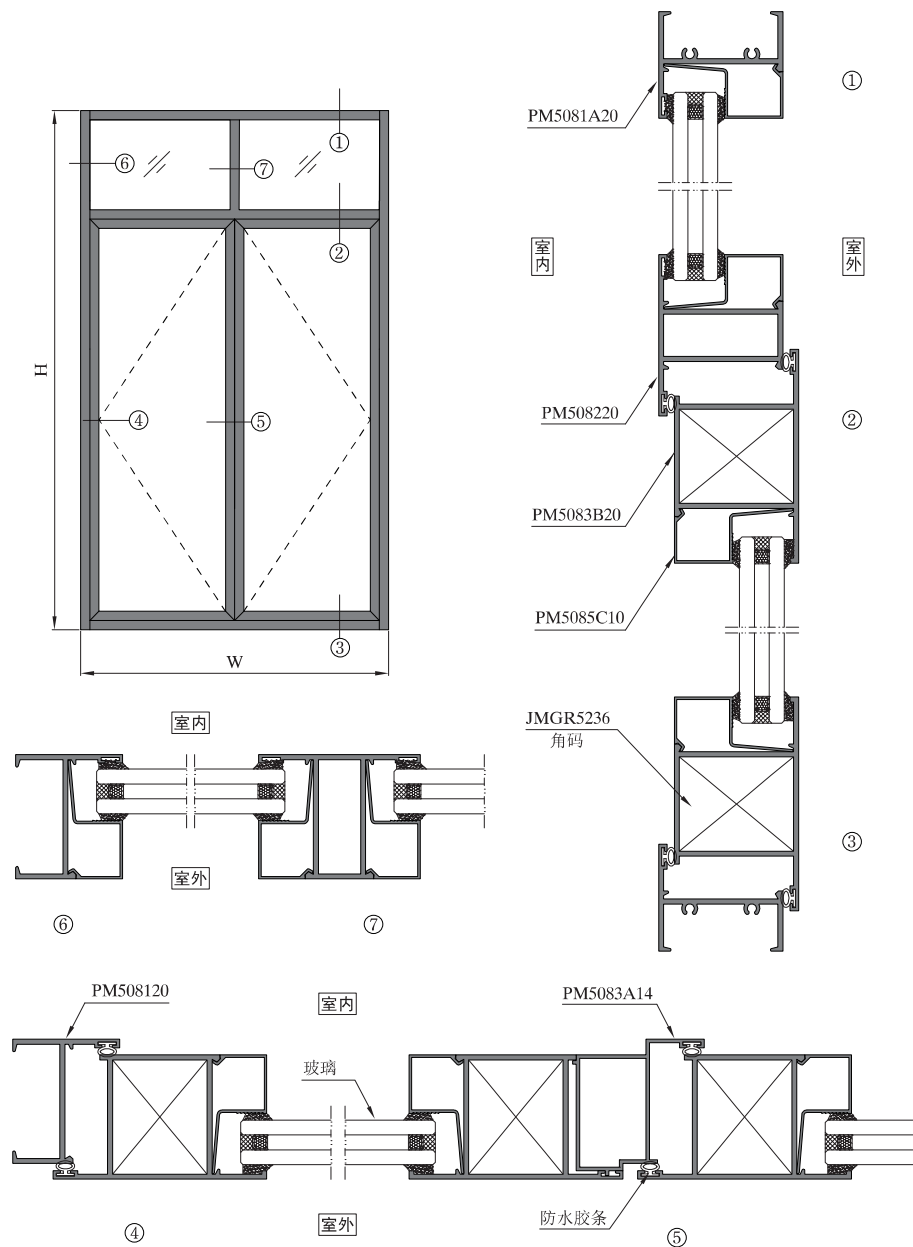 ①
⑥
⑦
②
④
⑤
③
H
W
PM5081A20
①
室内
室外
PM508220
②
PM5083B20
PM5085C10
JMGR5236
角码
③
室内
室外
⑥
⑦
PM508120
室内
PM5083A14
玻璃
防水胶条
室外
④
⑤